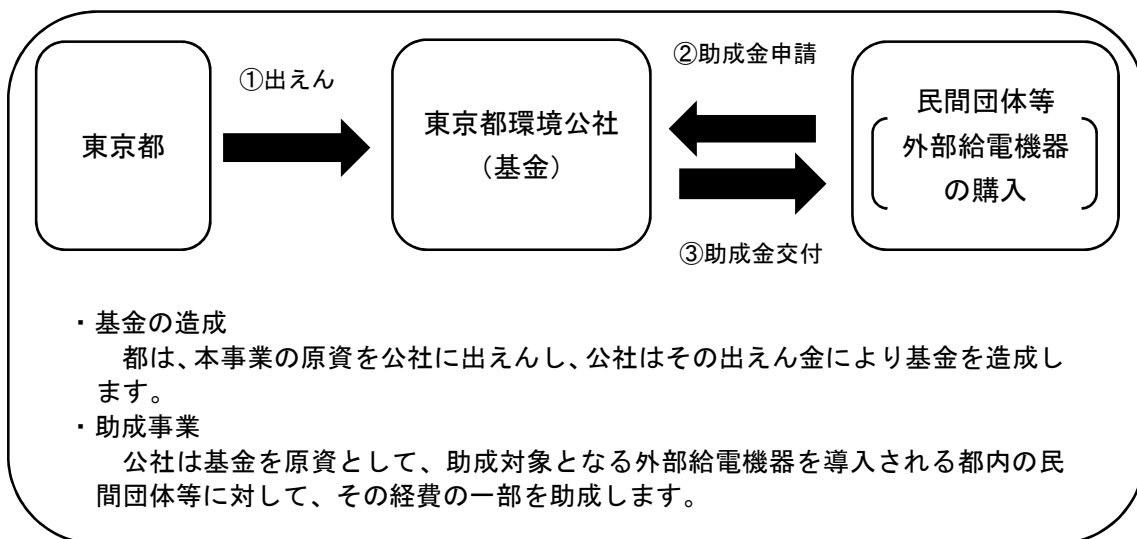 東京都
①出えん
東京都環境公社
（基金）
②助成金申請
③助成金交付
民間団体等
外部給電機器
の購入
・基金の造成
都は、本事業の原資を公社に出えんし、公社はその出えん金により基金を造成し
ます。
・助成事業
公社は基金を原資として、助成対象となる外部給電機器を導入される都内の民
間団体等に対して、その経費の一部を助成します。